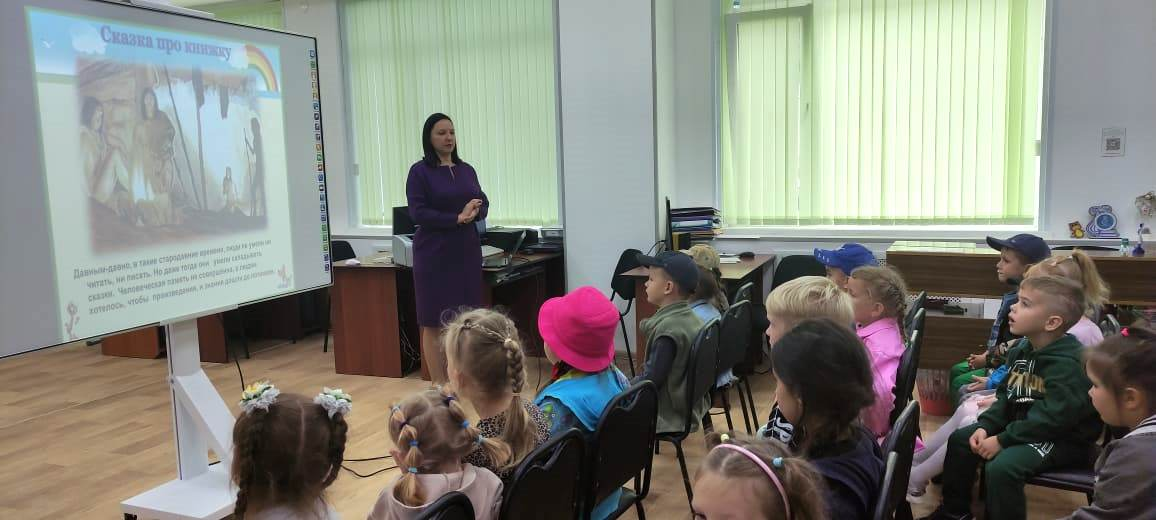 Сказка про книжку
Давным-давно, в такие стародавние времена, люди не умели ни
читать, ни писать. Но даже тогда они умели складывать
сказки. Человеческая память не совершенна, а людям
хотелось, чтобы произведения, и знания дошли до потомков